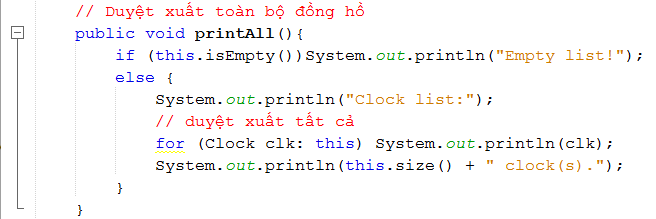 // Duyệt xuất toàn bộ đồng hồ
public void printAll(){
if (this.isEmpty())System.out.println("Empty list!");
else {
System.out.println("Clock list:");
// duyệt xuất tất cả
for (Clock clk: this) System.out.println(clk);
System.out.println(this.size() + " clock(s).");
}
}